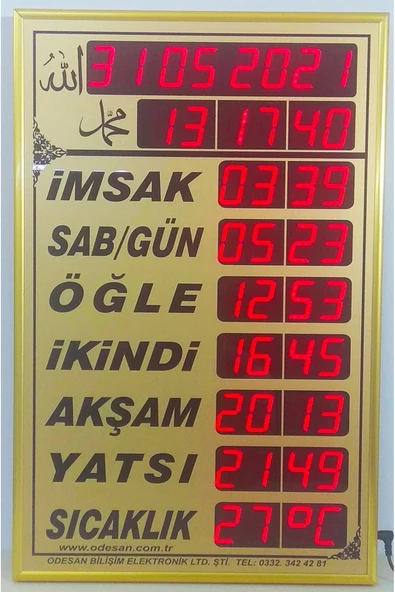 الله 31 05 2021
محمد 13 17 40
İMSAK 03 39
SAB/GÜN 05 23
ÖĞLE 12 53
İKİNDİ 16 45
AKŞAM 20 13
YATSI 21 49
SICAKLIK 27 °C
www.odesan.com.tr
ODESAN BİLİŞİM ELEKTRONİK LTD. ŞTİ. TEL: 0332. 342 42 81